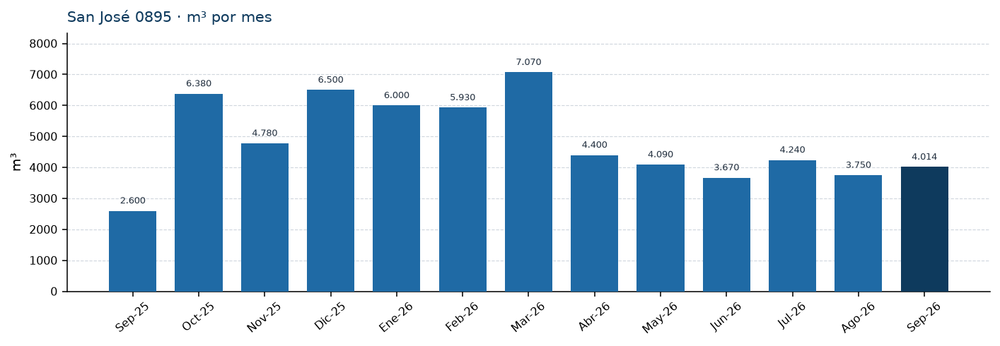 San José 0895 · m³ por mes
m³
8000
7000
6000
5000
4000
3000
2000
1000
0
2.600
6.380
4.780
6.500
6.000
5.930
7.070
4.400
4.090
3.670
4.240
3.750
4.014
Sep-25
Oct-25
Nov-25
Dic-25
Ene-26
Feb-26
Mar-26
Abr-26
May-26
Jun-26
Jul-26
Ago-26
Sep-26